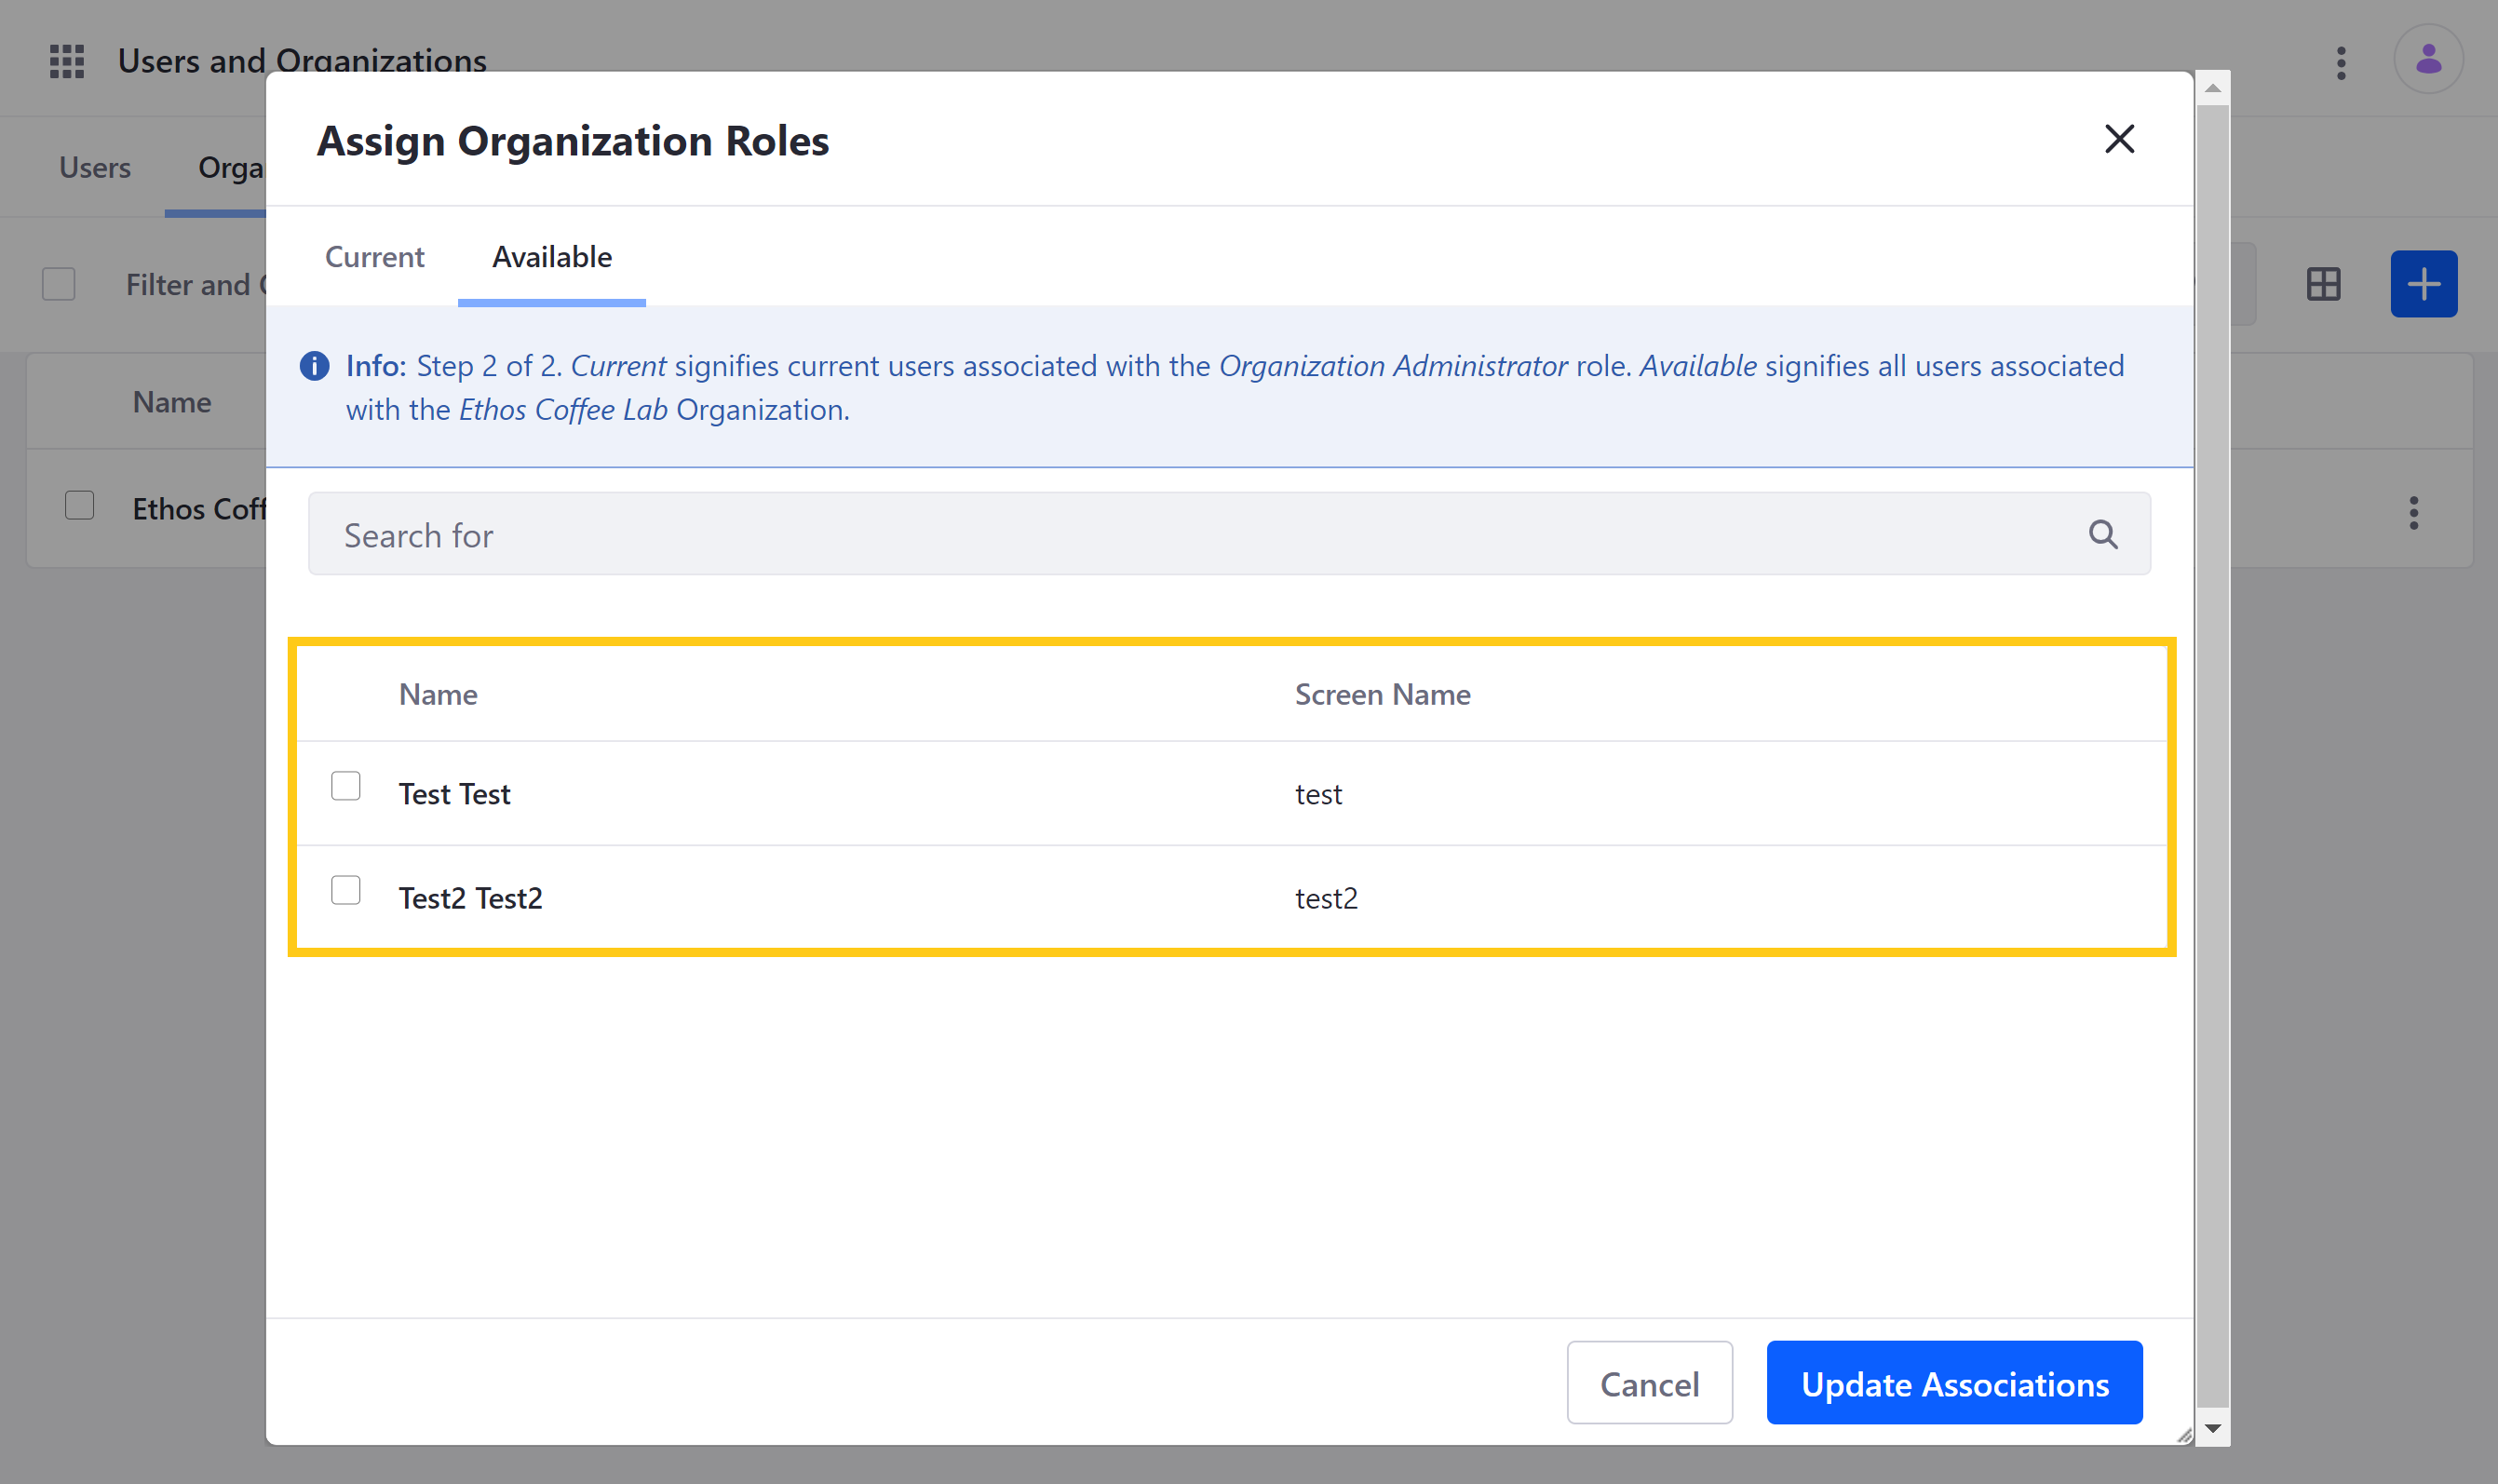 Users and Organizations
Users
Orga
Filter and
Name
Ethos Coff
Assign Organization Roles
Current Available
Info: Step 2 of 2. Current signifies current users associated with the Organization Administrator role. Available signifies all users associated
with the Ethos Coffee Lab Organization.
Search for
Name Screen Name
Test Test test
Test2 Test2 test2
Cancel Update Associations